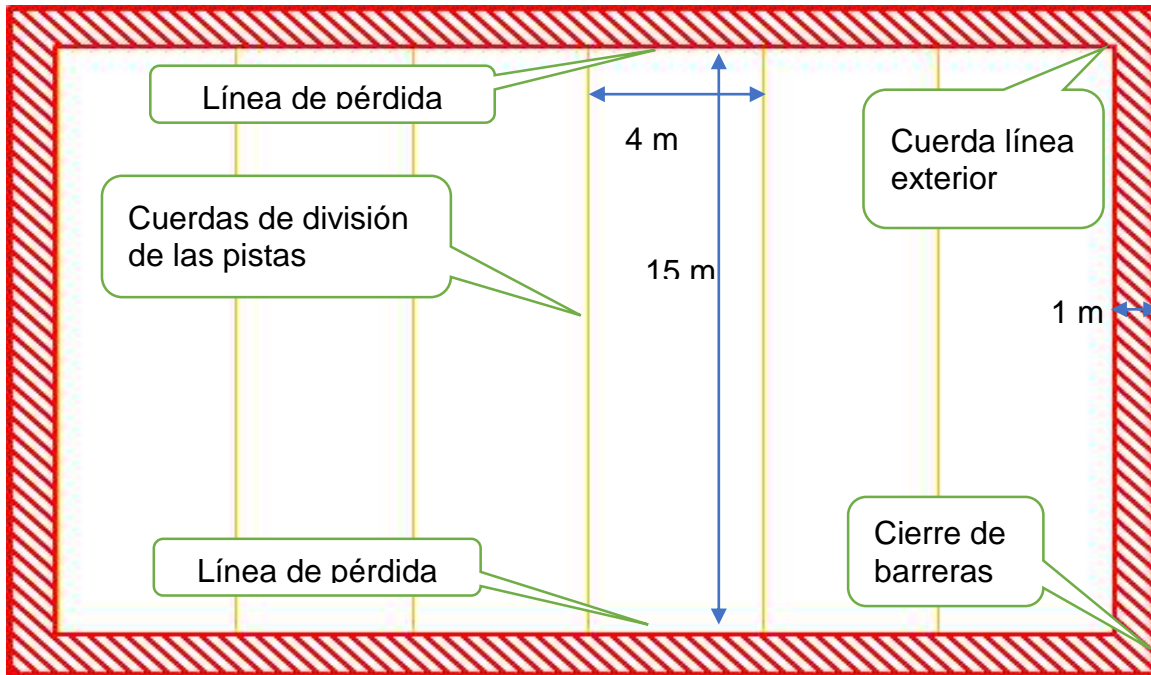 Línea de pérdida
4 m
Cuerda línea
exterior
Cuerdas de división
de las pistas
15 m
1 m
Cierre de
barreras
Línea de pérdida